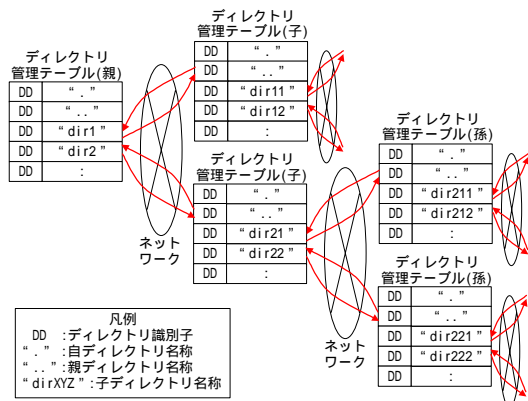 ディレクトリ
管理テーブル(親)
DD “ . ”
DD “ . . ”
DD “dir1”
DD “dir2”
DD :
ネット
ワーク
ディレクトリ
管理テーブル(子)
DD “ . ”
DD “ . . ”
DD “dir11”
DD “dir12”
DD :
ディレクトリ
管理テーブル(子)
DD “ . ”
DD “ . . ”
DD “dir21”
DD “dir22”
DD :
ネット
ワーク
ディレクトリ
管理テーブル(孫)
DD “ . ”
DD “ . . ”
DD “dir211”
DD “dir212”
DD :
ディレクトリ
管理テーブル(孫)
DD “ . ”
DD “ . . ”
DD “dir221”
DD “dir222”
DD :
凡例
DD :ディレクトリ識別子
“ . ”:自ディレクトリ名称
“ . . ”:親ディレクトリ名称
“dirXYZ”:子ディレクトリ名称